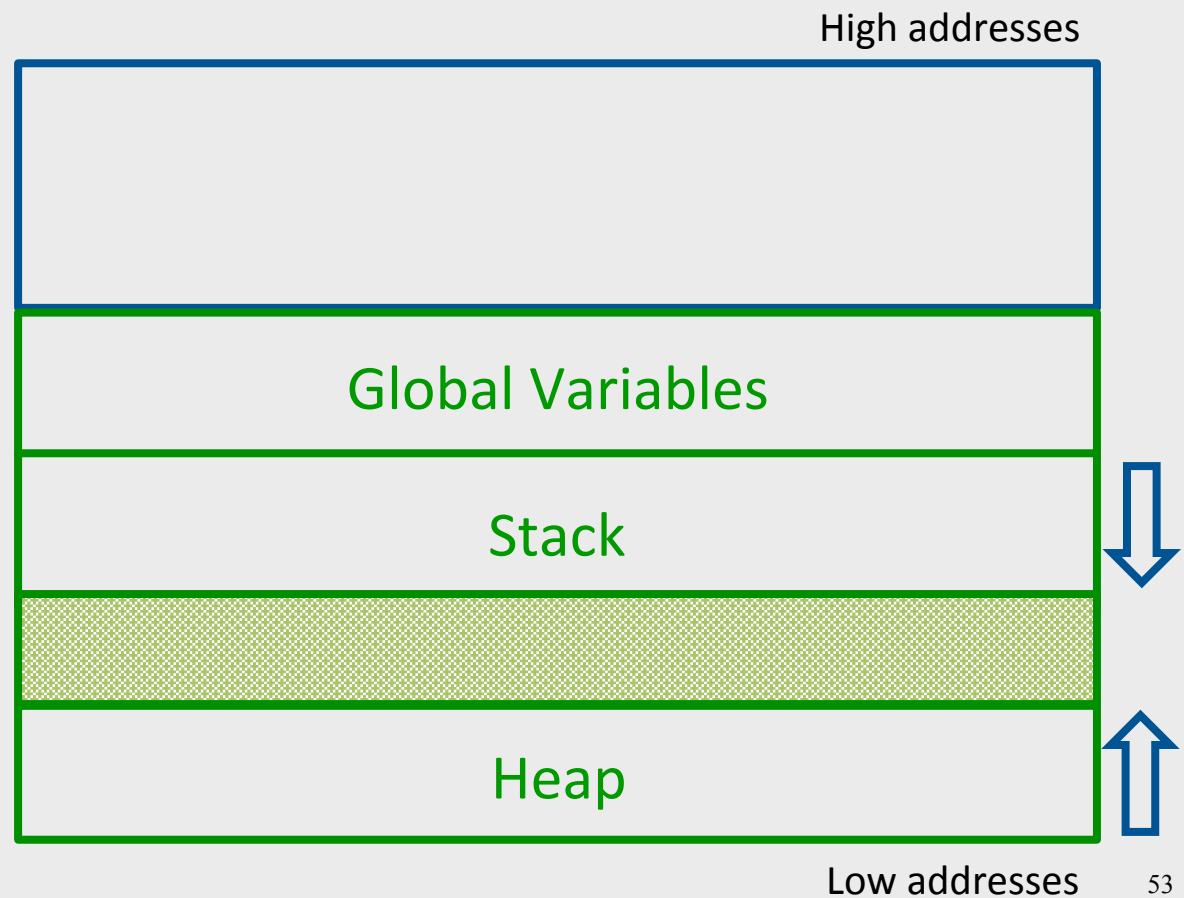 High addresses
Global Variables
Stack
Heap
Low addresses
53